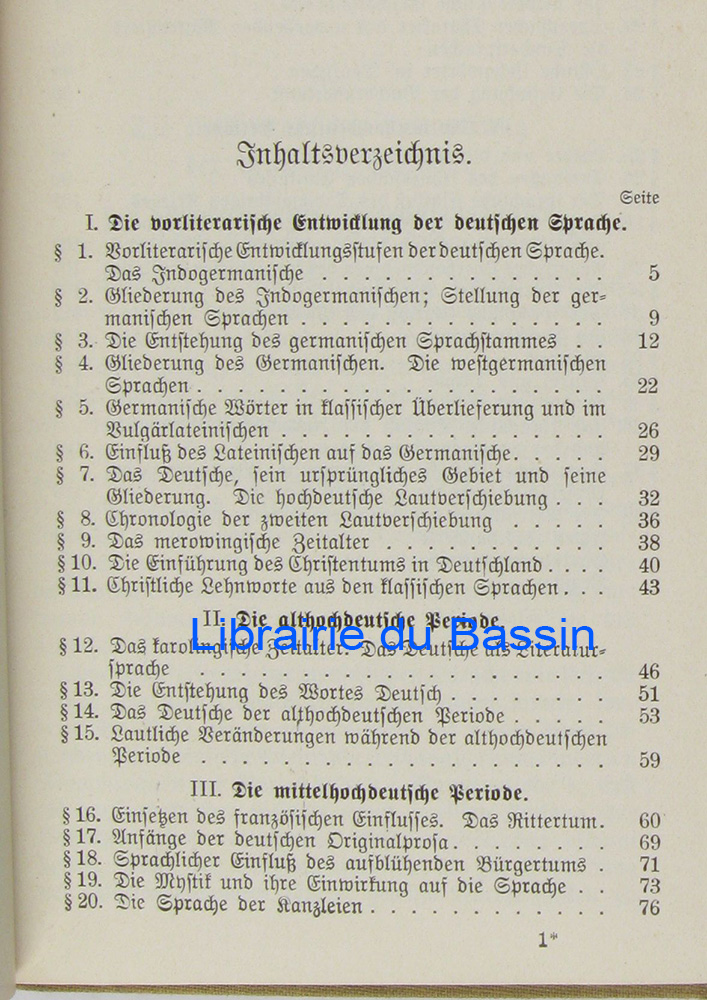 Inhaltsverzeichnis.
Seite
I. Die vorliterarische Entwicklung der deutschen Sprache.
§ 1. Vorliterarische Entwicklungsstufen der deutschen Sprache.
Das Indogermanische . . . . . . . . . . . . . . 5
§ 2. Gliederung des Indogermanischen; Stellung der ger-
manischen Sprachen . . . . . . . . . . . . . . . 9
§ 3. Die Entstehung des germanischen Sprachstammes . . 12
§ 4. Gliederung des Germanischen. Die westgermanischen
Sprachen . . . . . . . . . . . . . . . . . . . . 22
§ 5. Germanische Wörter in klassischer Überlieferung und im
Vulgärlateinischen . . . . . . . . . . . . . . . . 26
§ 6. Einfluß des Lateinischen auf das Germanische . . . . . 29
§ 7. Das Deutsche, sein ursprüngliches Gebiet und seine
Gliederung. Die hochdeutsche Lautverschiebung . . . 32
§ 8. Chronologie der zweiten Lautverschiebung . . . . . 36
§ 9. Das merowingische Zeitalter . . . . . . . . . . 38
§ 10. Die Einführung des Christentums in Deutschland . . . . 40
§ 11. Christliche Lehnworte aus den klassischen Sprachen . . . 43
II. Die althochdeutsche Periode.
Librairie du Bassin
§ 12. Das karolingische Zeitalter. Das Deutsche als Literatur-
sprache . . . . . . . . . . . . . . . . . . . . 46
§ 13. Die Entstehung des Wortes Deutsch . . . . . . . . 51
§ 14. Das Deutsche der althochdeutschen Periode . . . . . 53
§ 15. Lautliche Veränderungen während der althochdeutschen
Periode . . . . . . . . . . . . . . . . . . . . 59
III. Die mittelhochdeutsche Periode.
§ 16. Einsetzen des französischen Einflusses. Das Rittertum. 60
§ 17. Anfänge der deutschen Originalprosa . . . . . . . . 69
§ 18. Sprachlicher Einfluß des aufblühenden Bürgertums . 71
§ 19. Die Mystik und ihre Einwirkung auf die Sprache . . 73
§ 20. Die Sprache der Kanzleien . . . . . . . . . . . . 76
1*